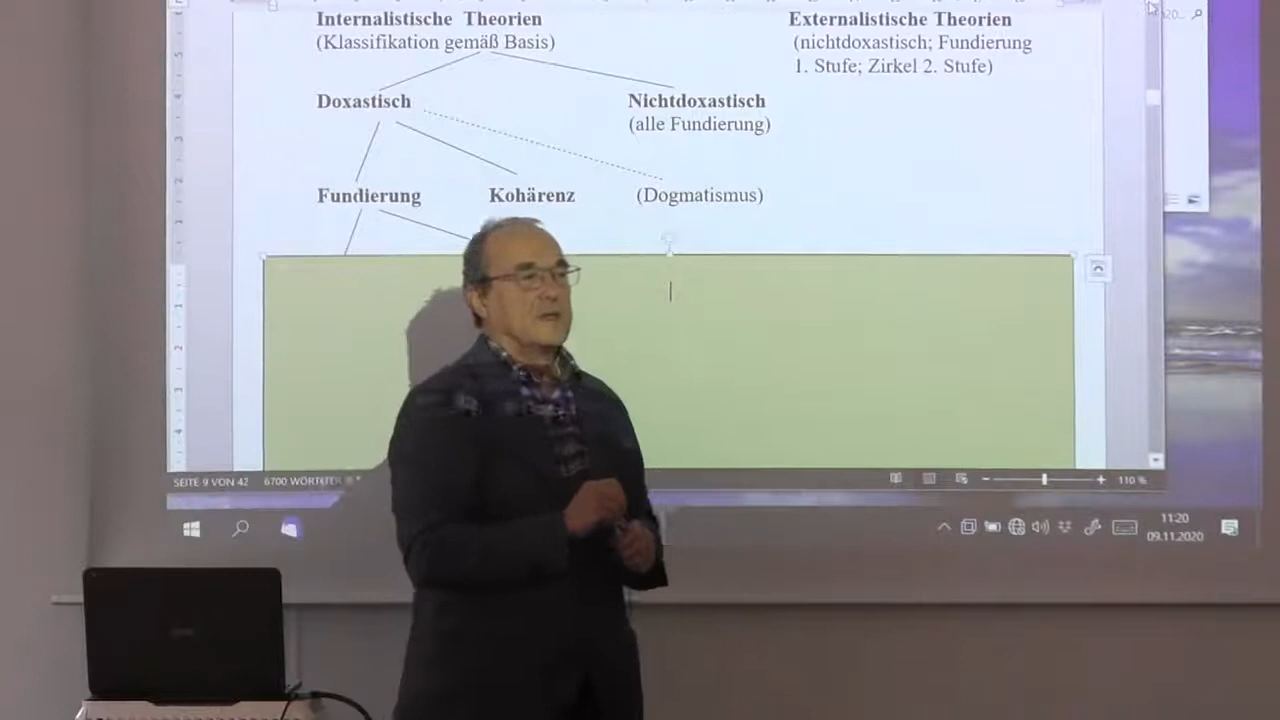 Internalistische Theorien
(Klassifikation gemäß Basis)
Externalistische Theorien
(nichtdoxastisch; Fundierung
1. Stufe; Zirkel 2. Stufe)
Doxastisch
Nichtdoxastisch
(alle Fundierung)
Fundierung
Kohärenz
(Dogmatismus)
SEITE 9 VON 42
6700 WÖRTER
110 %
11:20
09.11.2020